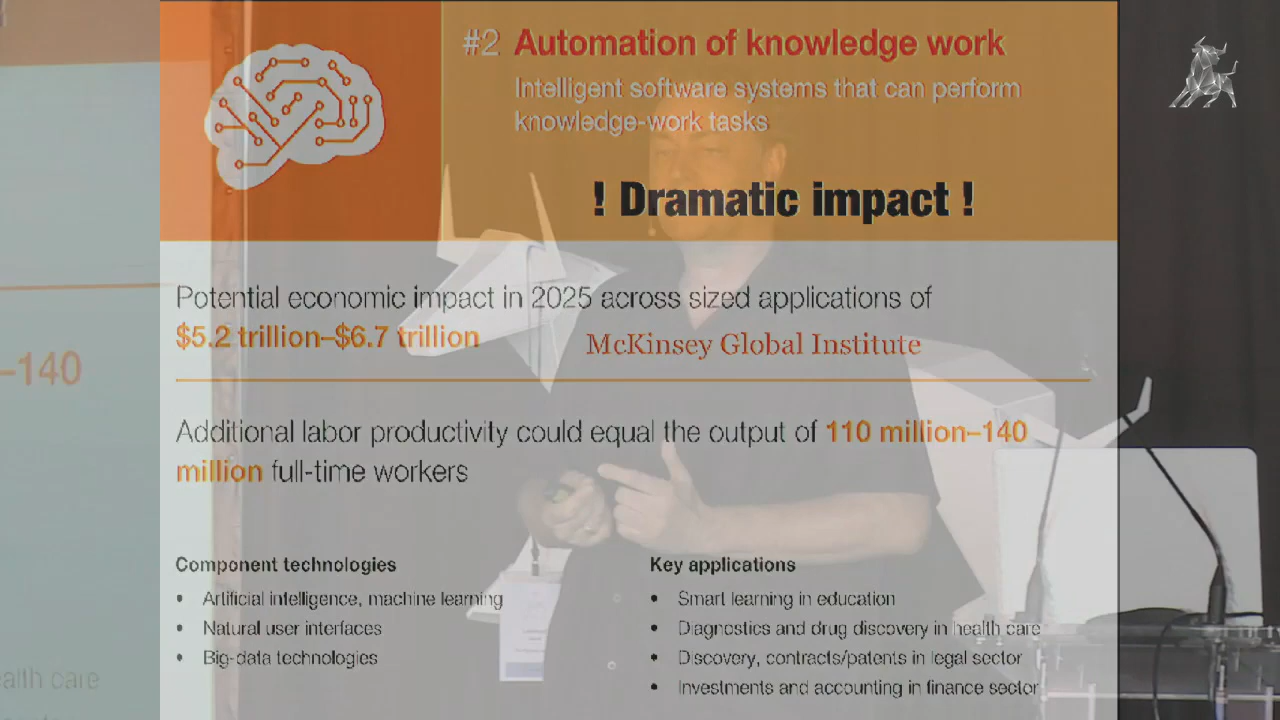 #2 Automation of knowledge work
Intelligent software systems that can perform
knowledge-work tasks
! Dramatic impact !
Potential economic impact in 2025 across sized applications of
$5.2 trillion–$6.7 trillion
McKinsey Global Institute
–140
Additional labor productivity could equal the output of 110 million–140
million full-time workers
Component technologies
• Artificial intelligence, machine learning
• Natural user interfaces
• Big-data technologies
Key applications
• Smart learning in education
• Diagnostics and drug discovery in health care
• Discovery, contracts/patents in legal sector
• Investments and accounting in finance sector
alth care